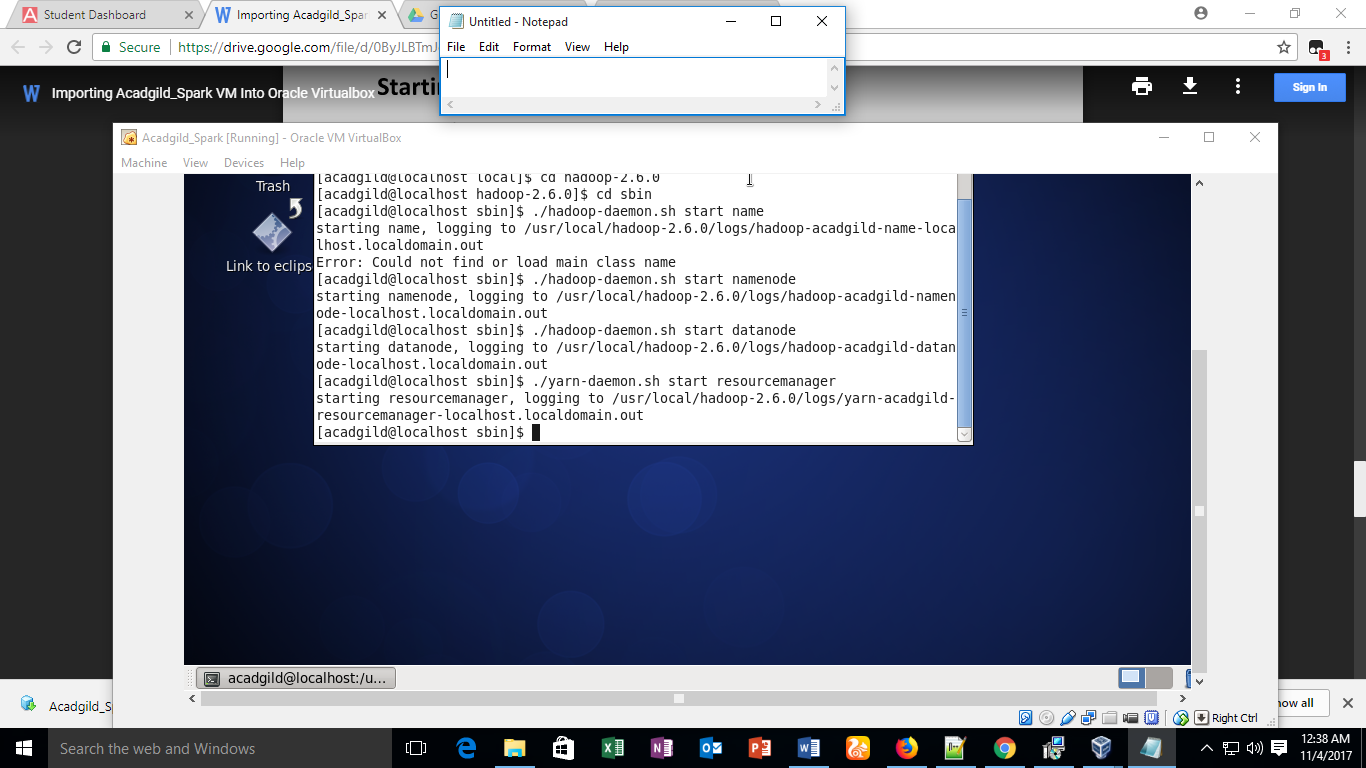 Student Dashboard
Importing Acadgild_Spa
G
Untitled - Notepad
File Edit Format View Help
Secure
https://drive.google.com/file/d/0ByJLBTmJ
3
Importing Acadgild_Spark VM Into Oracle Virtualbox
Startin
Sign In
Acadgild_Spark [Running] - Oracle VM VirtualBox
Machine View Devices Help
Trash
Link to eclips
[acadgild@localhost local]$ cd hadoop-2.6.0
[acadgild@localhost hadoop-2.6.0]$ cd sbin
[acadgild@localhost sbin]$ ./hadoop-daemon.sh start name
starting name, logging to /usr/local/hadoop-2.6.0/logs/hadoop-acadgild-name-loca
lhost.localdomain.out
Error: Could not find or load main class name
[acadgild@localhost sbin]$ ./hadoop-daemon.sh start namenode
starting namenode, logging to /usr/local/hadoop-2.6.0/logs/hadoop-acadgild-namen
ode-localhost.localdomain.out
[acadgild@localhost sbin]$ ./hadoop-daemon.sh start datanode
starting datanode, logging to /usr/local/hadoop-2.6.0/logs/hadoop-acadgild-datan
ode-localhost.localdomain.out
[acadgild@localhost sbin]$ ./yarn-daemon.sh start resourcemanager
starting resourcemanager, logging to /usr/local/hadoop-2.6.0/logs/yarn-acadgild-
resourcemanager-localhost.localdomain.out
[acadgild@localhost sbin]$
acadgild@localhost:/u...
Acadgild_Sp
how all
Right Ctrl
Search the web and Windows
12:38 AM
11/4/2017